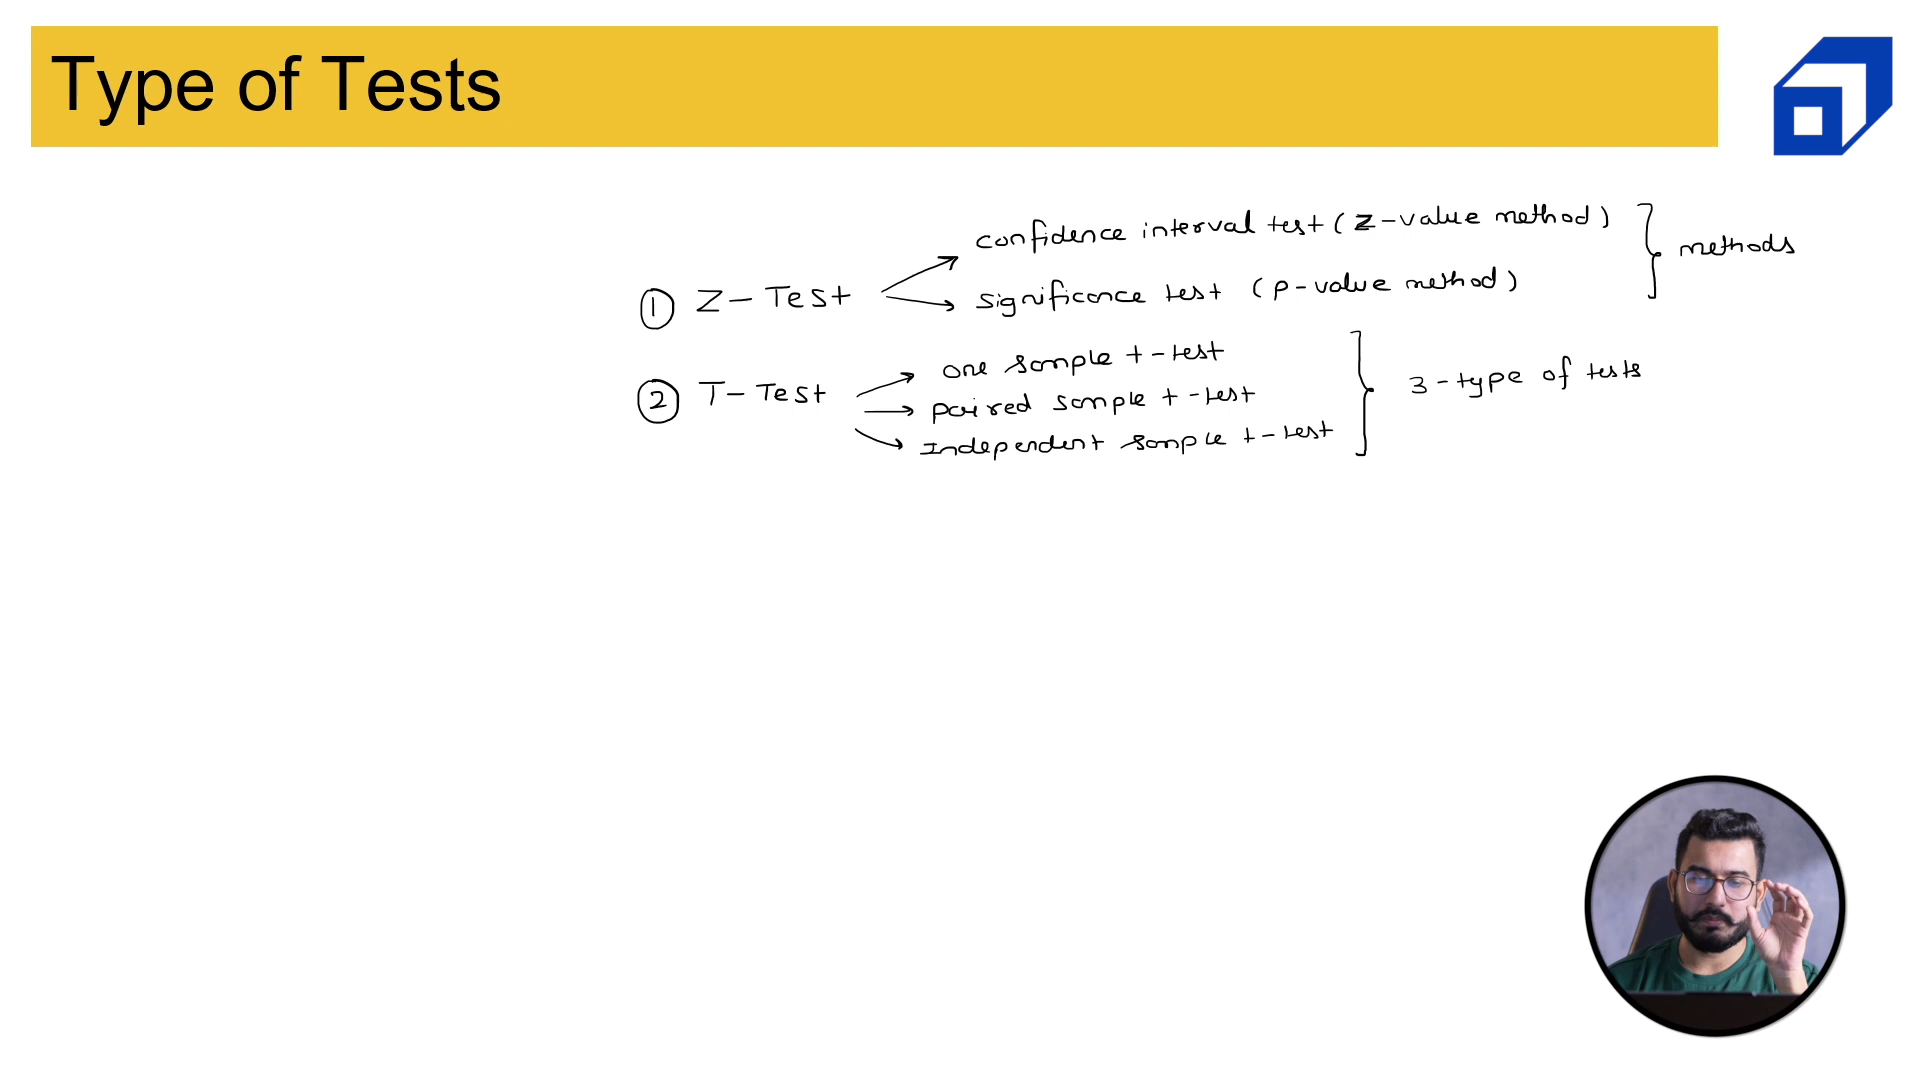 Type of Tests
confidence interval test (z-value method)
methods
① Z-Test
significance test (p-value method)
one sample t-test
② T-Test
paired sample t-test
3-type of tests
Independent sample t-test